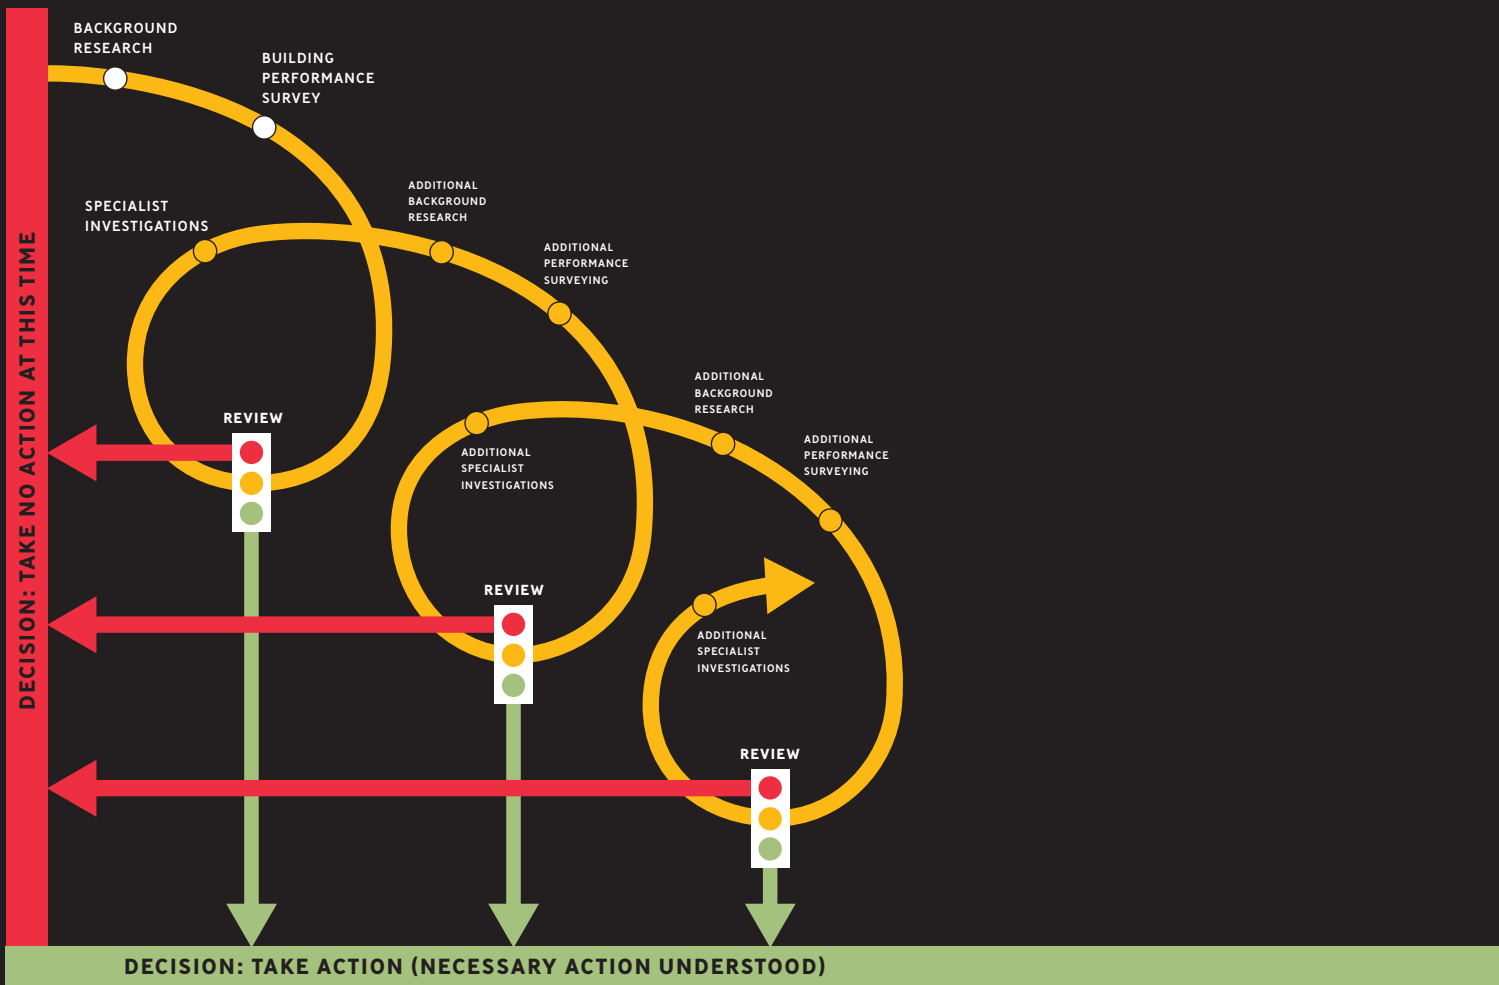 BACKGROUND
RESEARCH
BUILDING
PERFORMANCE
SURVEY
SPECIALIST
INVESTIGATIONS
ADDITIONAL
BACKGROUND
RESEARCH
ADDITIONAL
PERFORMANCE
SURVEYING
ADDITIONAL
BACKGROUND
RESEARCH
ADDITIONAL
PERFORMANCE
SURVEYING
REVIEW
ADDITIONAL
SPECIALIST
INVESTIGATIONS
REVIEW
ADDITIONAL
SPECIALIST
INVESTIGATIONS
REVIEW
DECISION: TAKE NO ACTION AT THIS TIME
DECISION: TAKE ACTION (NECESSARY ACTION UNDERSTOOD)